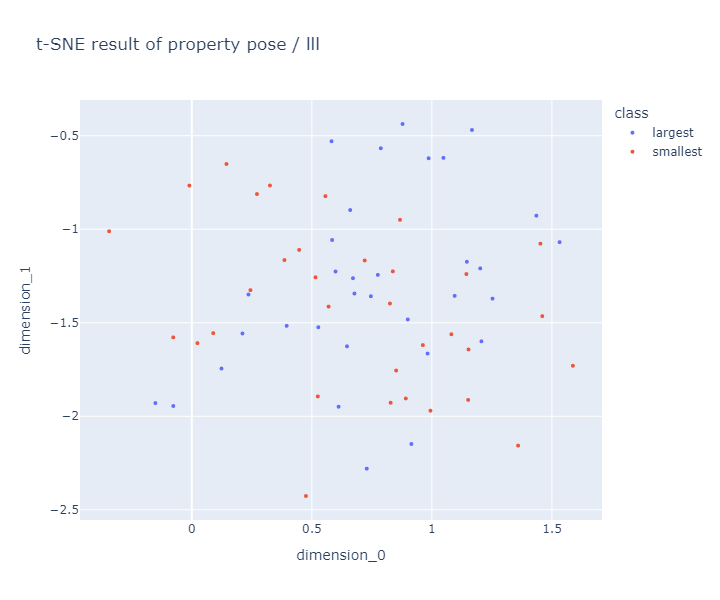 t-SNE result of property pose / lll
class
largest
smallest
−0.5
−1
−1.5
−2
−2.5
dimension_1
0
0.5
1
1.5
dimension_0